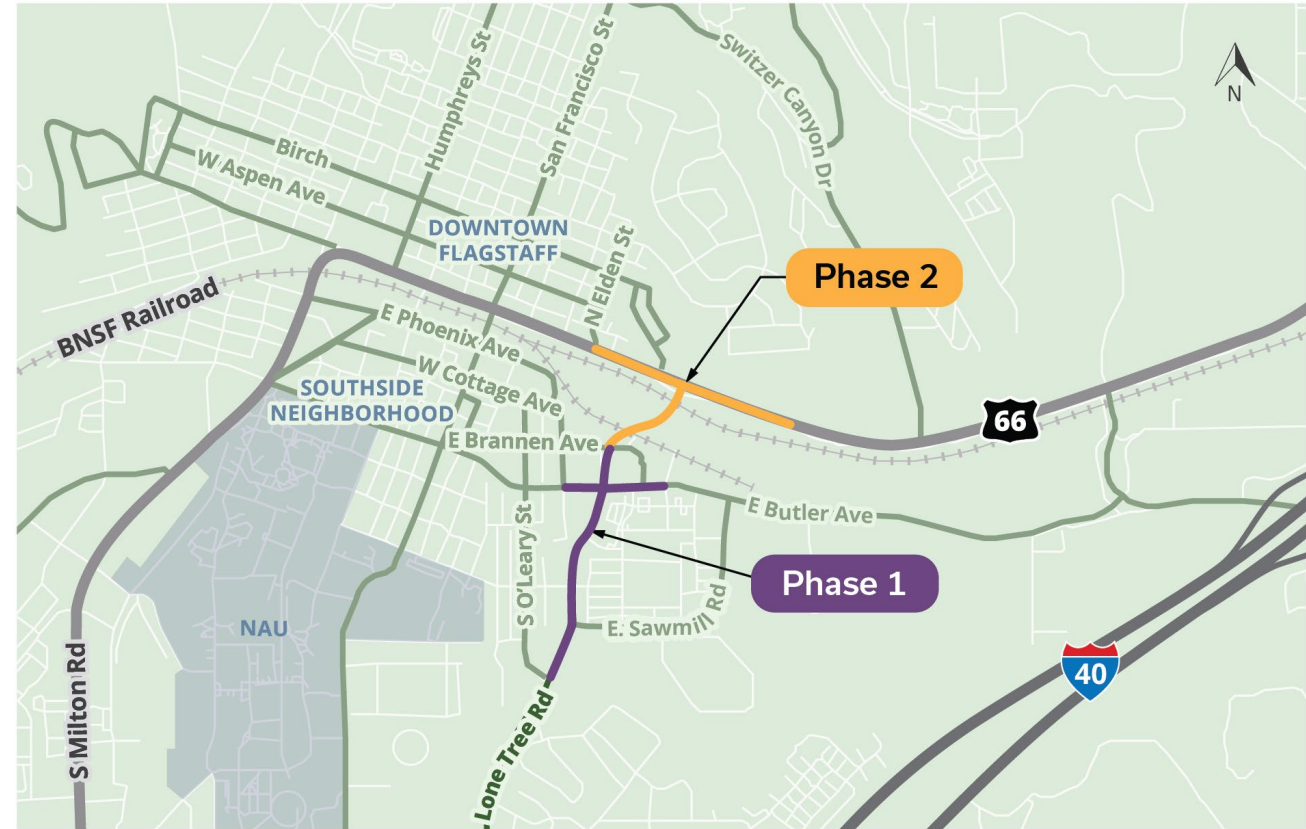 Humphreys St
San Francisco St
Switzer Canyon Dr
N
Birch
W Aspen Ave
DOWNTOWN
FLAGSTAFF
N Elden St
Phase 2
BNSF Railroad
E Phoenix Ave
W Cottage Ave
SOUTHSIDE
NEIGHBORHOOD
66
E Brannen Ave
E Butler Ave
S O'Leary St
Phase 1
E. Sawmill Rd
NAU
40
S Milton Rd
Lone Tree Rd